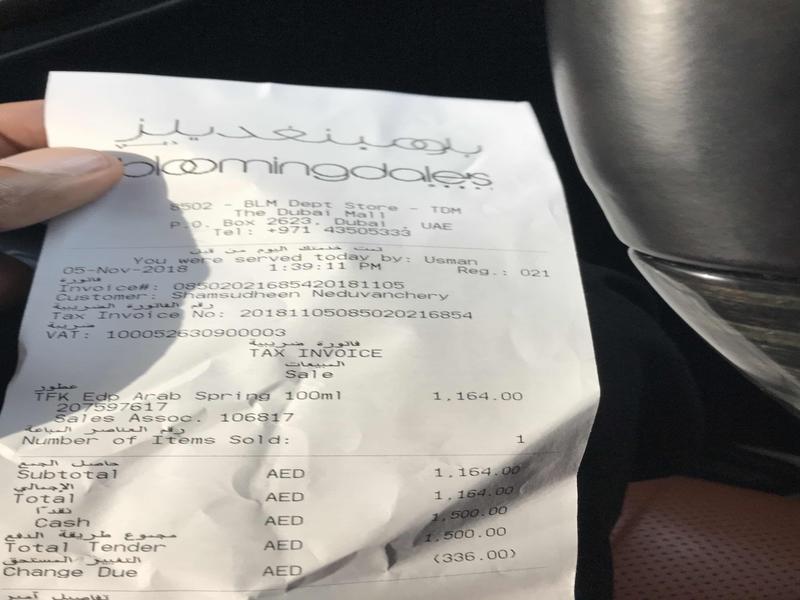 بلومينغديلز
دبي
bloomingdales
8502 - BLM Dept Store - TDM
The Dubai Mall
P.O. Box 2623, Dubai UAE
Tel: +971 43505333
تمت خدمتك اليوم من قبل
You were served today by: Usman
05-Nov-2018 1:39:11 PM Reg.: 021
فاتورة
Invoice#: 08502021685420181105
Customer: Shamsudheen Neduvanchery
رقم الفاتورة الضريبية
Tax Invoice No: 20181105085020216854
ضريبة
VAT: 100052630900003
فاتورة ضريبية
TAX INVOICE
المبيعات
Sale
عطور
TFK Edp Arab Spring 100ml 1,164.00
207597617
Sales Assoc. 106817
رقم العناصر المباعة
Number of Items Sold: 1
حاصل الجمع
Subtotal AED 1,164.00
الإجمالي
Total AED 1,164.00
نقدًا
Cash AED 1,500.00
مجموع طريقة الدفع
Total Tender AED 1,500.00
التغيير المستحق
Change Due AED (336.00)